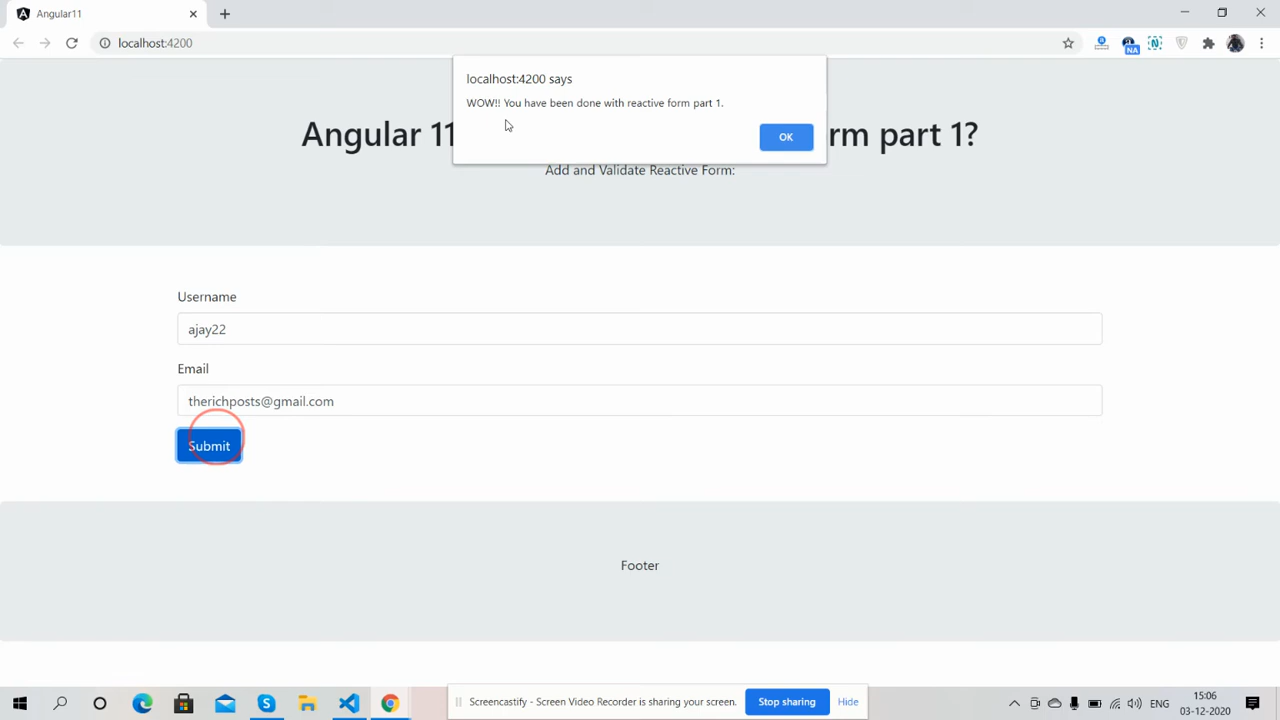 Angular11
localhost:4200
NA
localhost:4200 says
WOW!! You have been done with reactive form part 1.
OK
Angular 11 rm part 1?
Add and Validate Reactive Form:
Username
ajay22
Email
therichposts@gmail.com
Submit
Footer
Screencastify - Screen Video Recorder is sharing your screen.
Stop sharing
Hide
ENG
15:06
03-12-2020